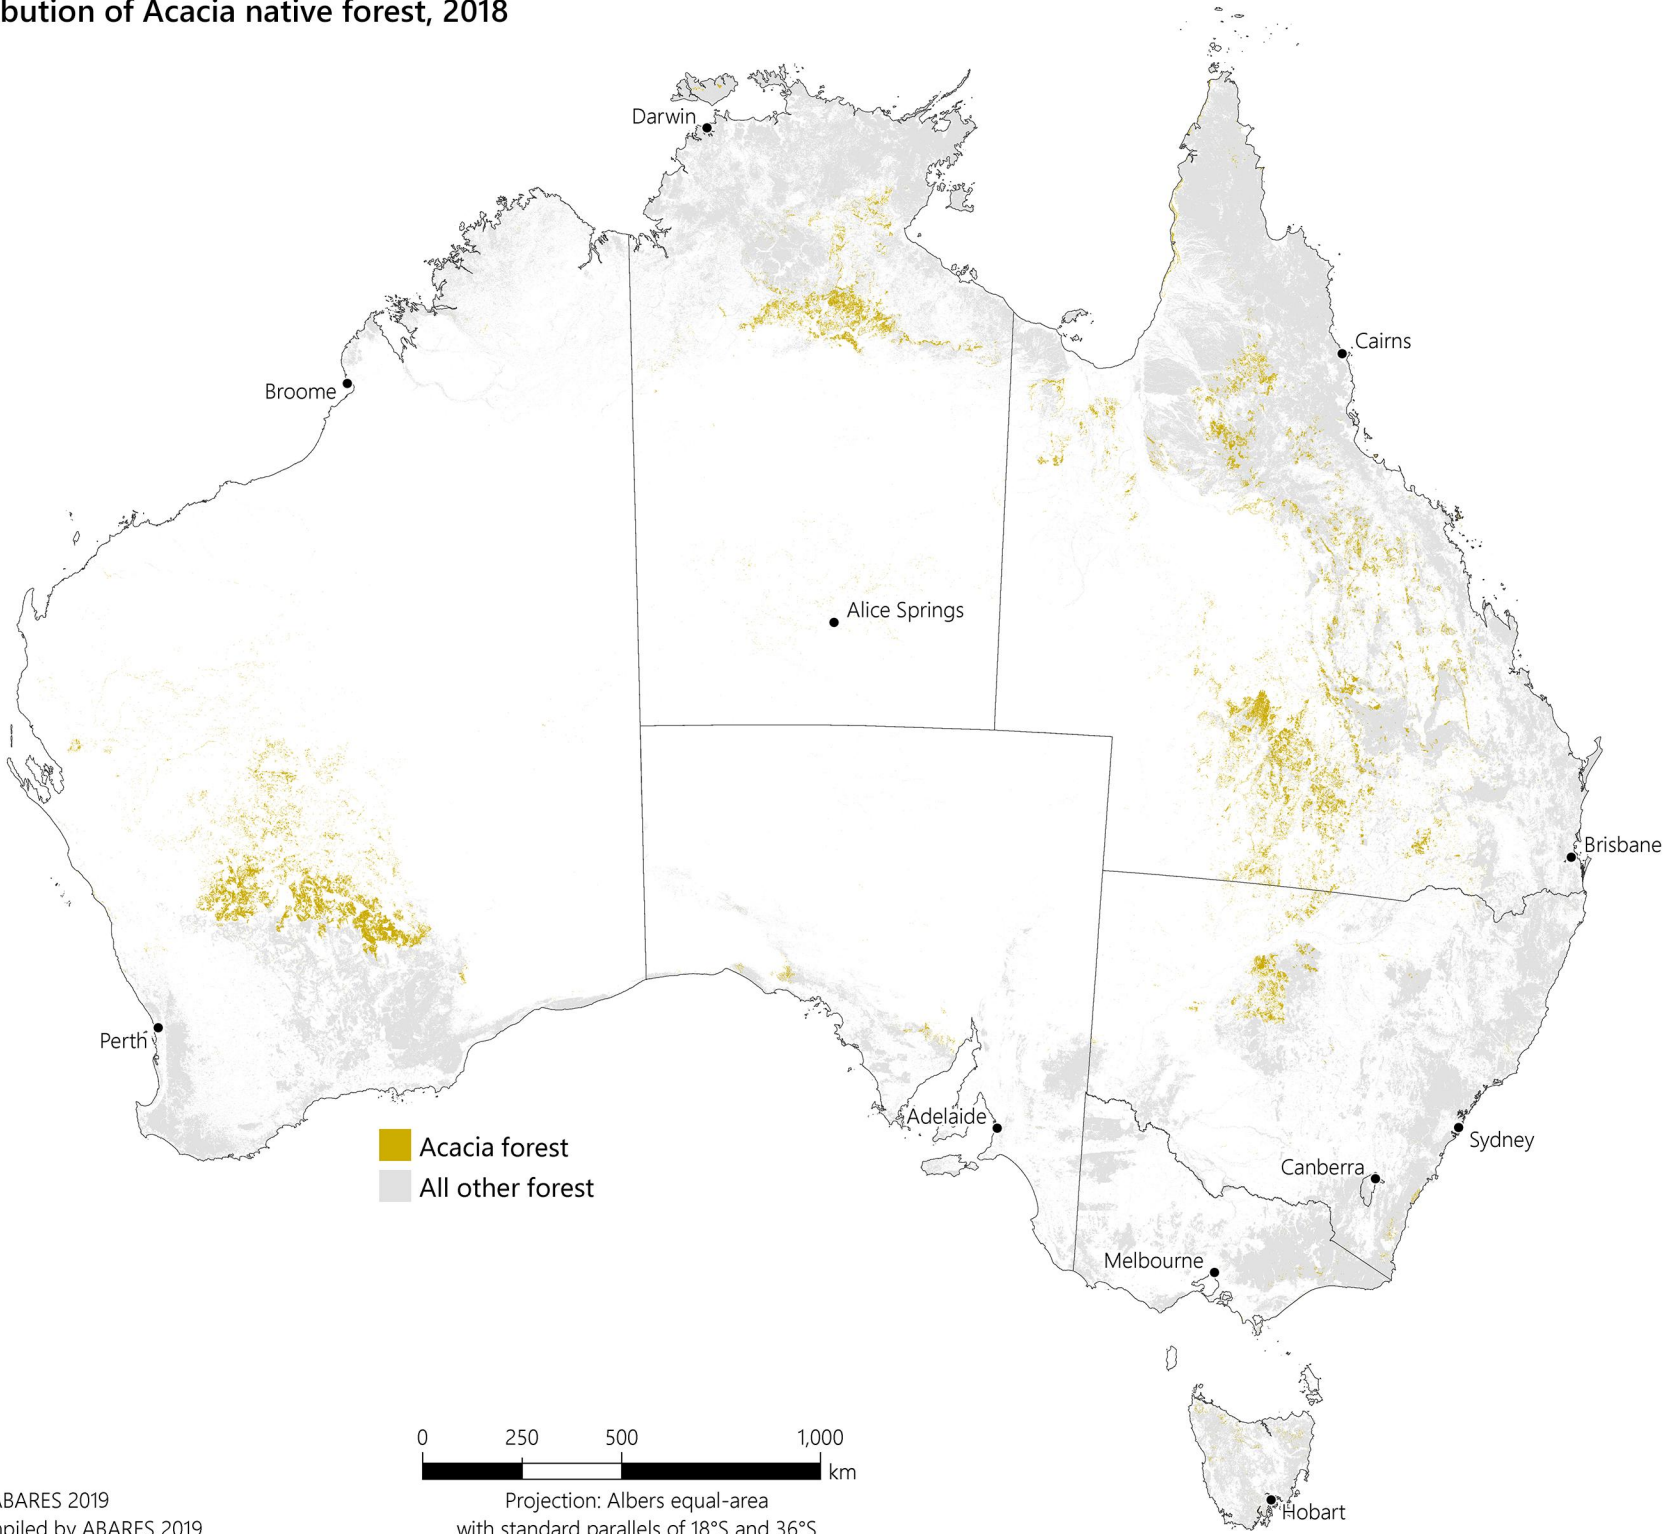 bution of Acacia native forest, 2018
Darwin
Cairns
Broome
Alice Springs
Brisbane
Perth
Adelaide
Sydney
Canberra
Melbourne
Hobart
Acacia forest
All other forest
0 250 500 1,000
km
Projection: Albers equal-area
with standard parallels of 18°S and 36°S
ABARES 2019
mpiled by ABARES 2019